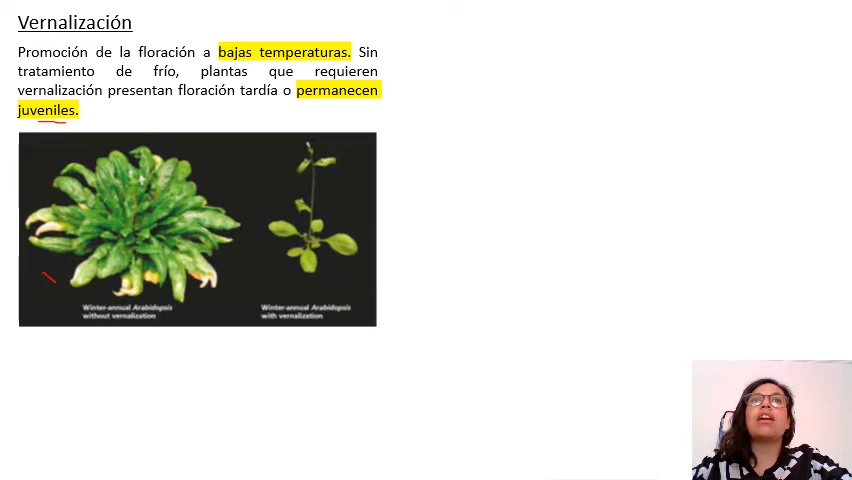 Vernalización
Promoción de la floración a bajas temperaturas. Sin
tratamiento de frío, plantas que requieren
vernalización presentan floración tardía o permanecen
juveniles.
Winter-annual Arabidopsis
without vernalization
Winter-annual Arabidopsis
with vernalization